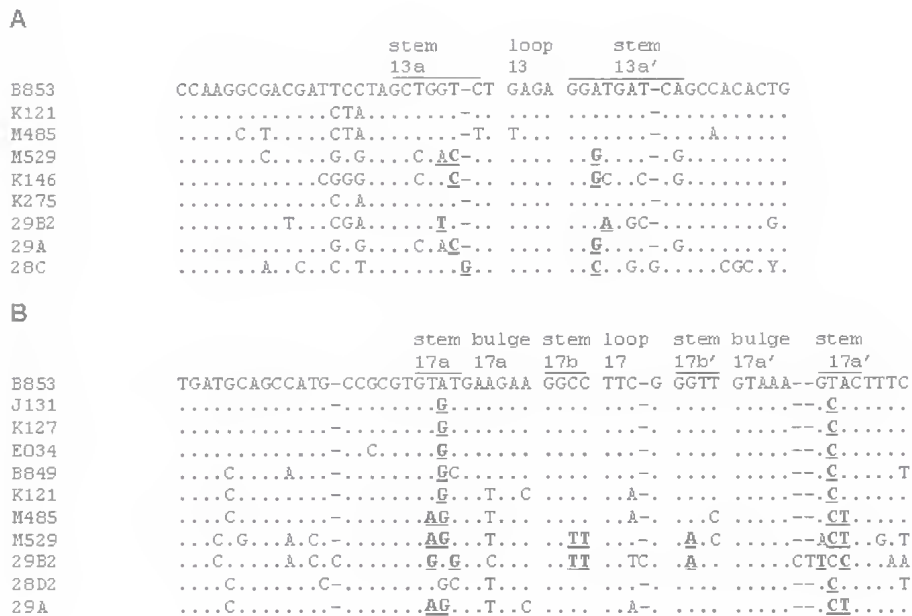 A
stem loop stem
13a 13 13a'
B853 CCAAGGCGACGATTCCTAGCTGGT-CT GAGA GGATGAT-CAGCCACACTG
K121 ...........CTA.......-.. .... ......-..........
M485 ....C.T....CTA.......-T. T... ......-....A.....
M529 ......C....G.G....C.AC-. .... ..G...-.G........
K146 ..........CGGG....C..C-. .... ..GC..C-.G.......
K275 ...........C.A.......-.. .... ......-..........
29B2 ........T..CGA.......T.-. .... ...A.GC-......G.
29A ...........G.G....C.AC-. .... ..G...-.G........
28C ......A..C..C.T.......G. .... ..C..G.G.....CGC.Y.
B
stem bulge stem loop stem bulge stem
17a 17a 17b 17 17b' 17a' 17a'
B853 TGATGCAGCCATG-CCGCGTGTATGAAGAA GGCC TTC-G GGTT GTAAA--GTACTTTC
J131 .............-........G........ .... ...-. .... .....--.C......
K127 .............-........G........ .... ...-. .... .....--.C......
EO34 .............-..C.....G........ .... ...-. .... .....--.C......
B849 ....C....A...-........GC....... .... ...-. .... .....--.C.....T
K121 ....C........-........G...T..C .... ..A-. .... .....--.C......
M485 ....C........-.......AG...T... .... ..A-. ...C .....--.CT.....
M529 ....C.G...A.C.-......AG...T... ..TT ...-. A.C .....--ACT...G.T
29B2 ....C....A.C.C.......G.G..T... ..TT ..TC. A... .....CTTCC...AA
28D2 ....C.......C-........GC..T... .... ...-. .... .....--.C.....T
29A ....C........-.......AG...T..C .... ..A-. .... .....--.CT.....